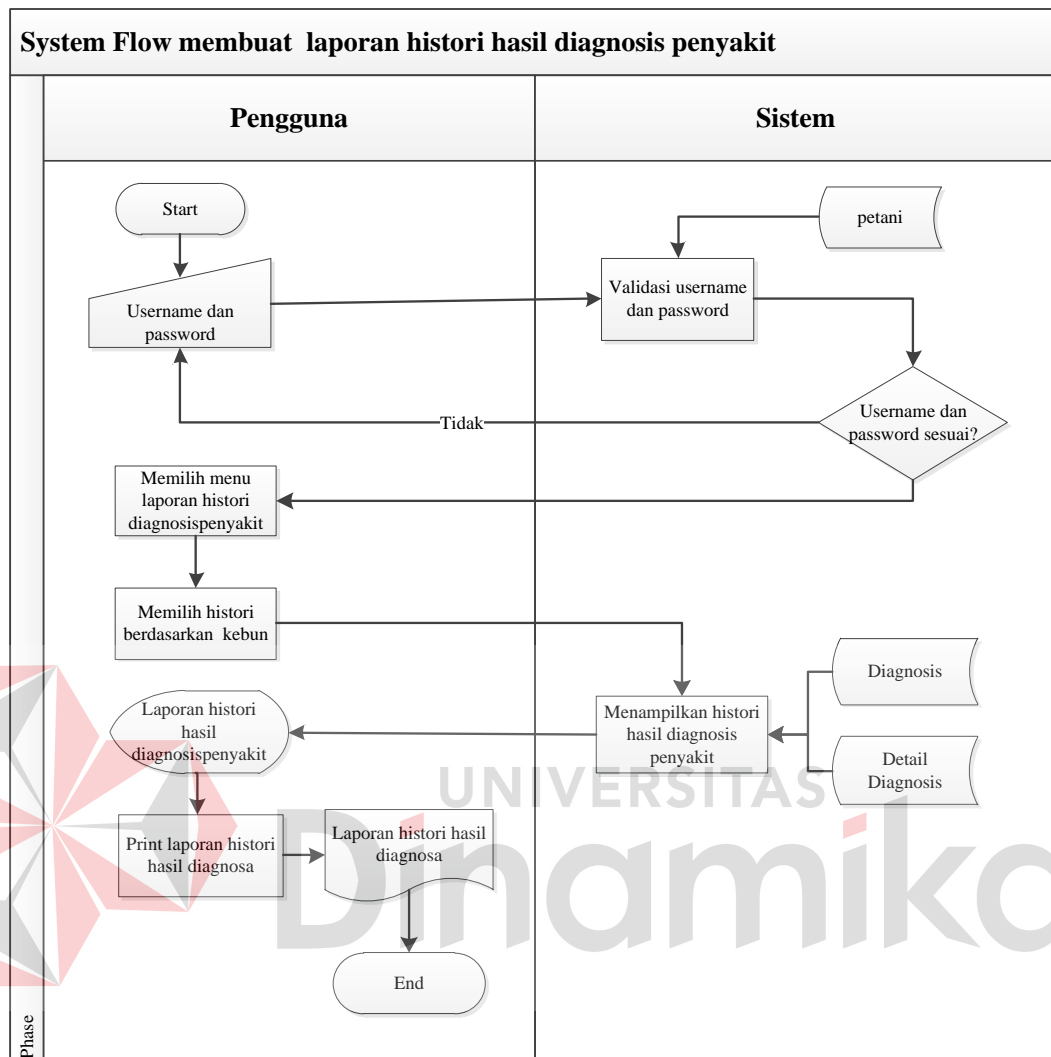 System Flow membuat laporan histori hasil diagnosis penyakit
Pengguna
Sistem
Start
petani
Username dan
password
Validasi username
dan password
Username dan
password sesuai?
Tidak
Memilih menu
laporan histori
diagnosispenyakit
Memilih histori
berdasarkan kebun
Diagnosis
Laporan histori
hasil
diagnosispenyakit
Menampilkan histori
hasil diagnosis
penyakit
Detail
Diagnosis
UNIVERSITAS
Dinamika
Print laporan histori
hasil diagnosa
Laporan histori hasil
diagnosa
End
Phase